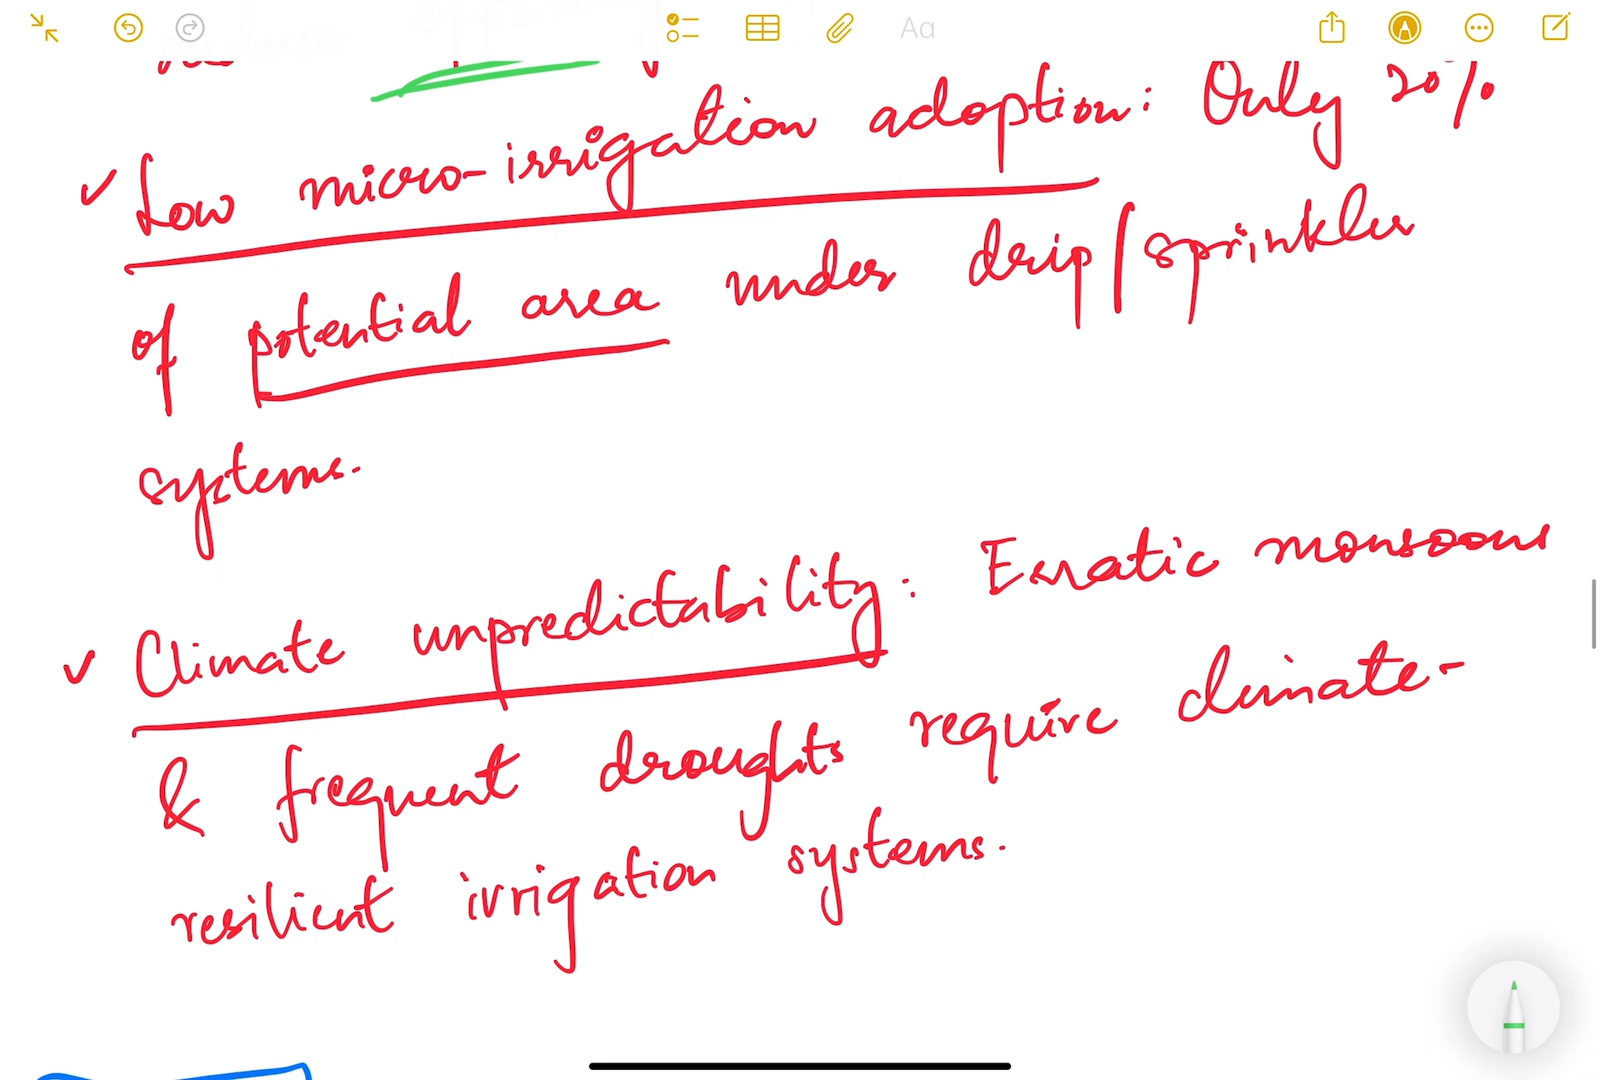 Aa
✓ Low micro-irrigation adoption: Only 20%
of potential area under drip/sprinkler
systems.
✓ Climate unpredictability: Erratic monsoons
& frequent droughts require climate-
resilient irrigation systems.